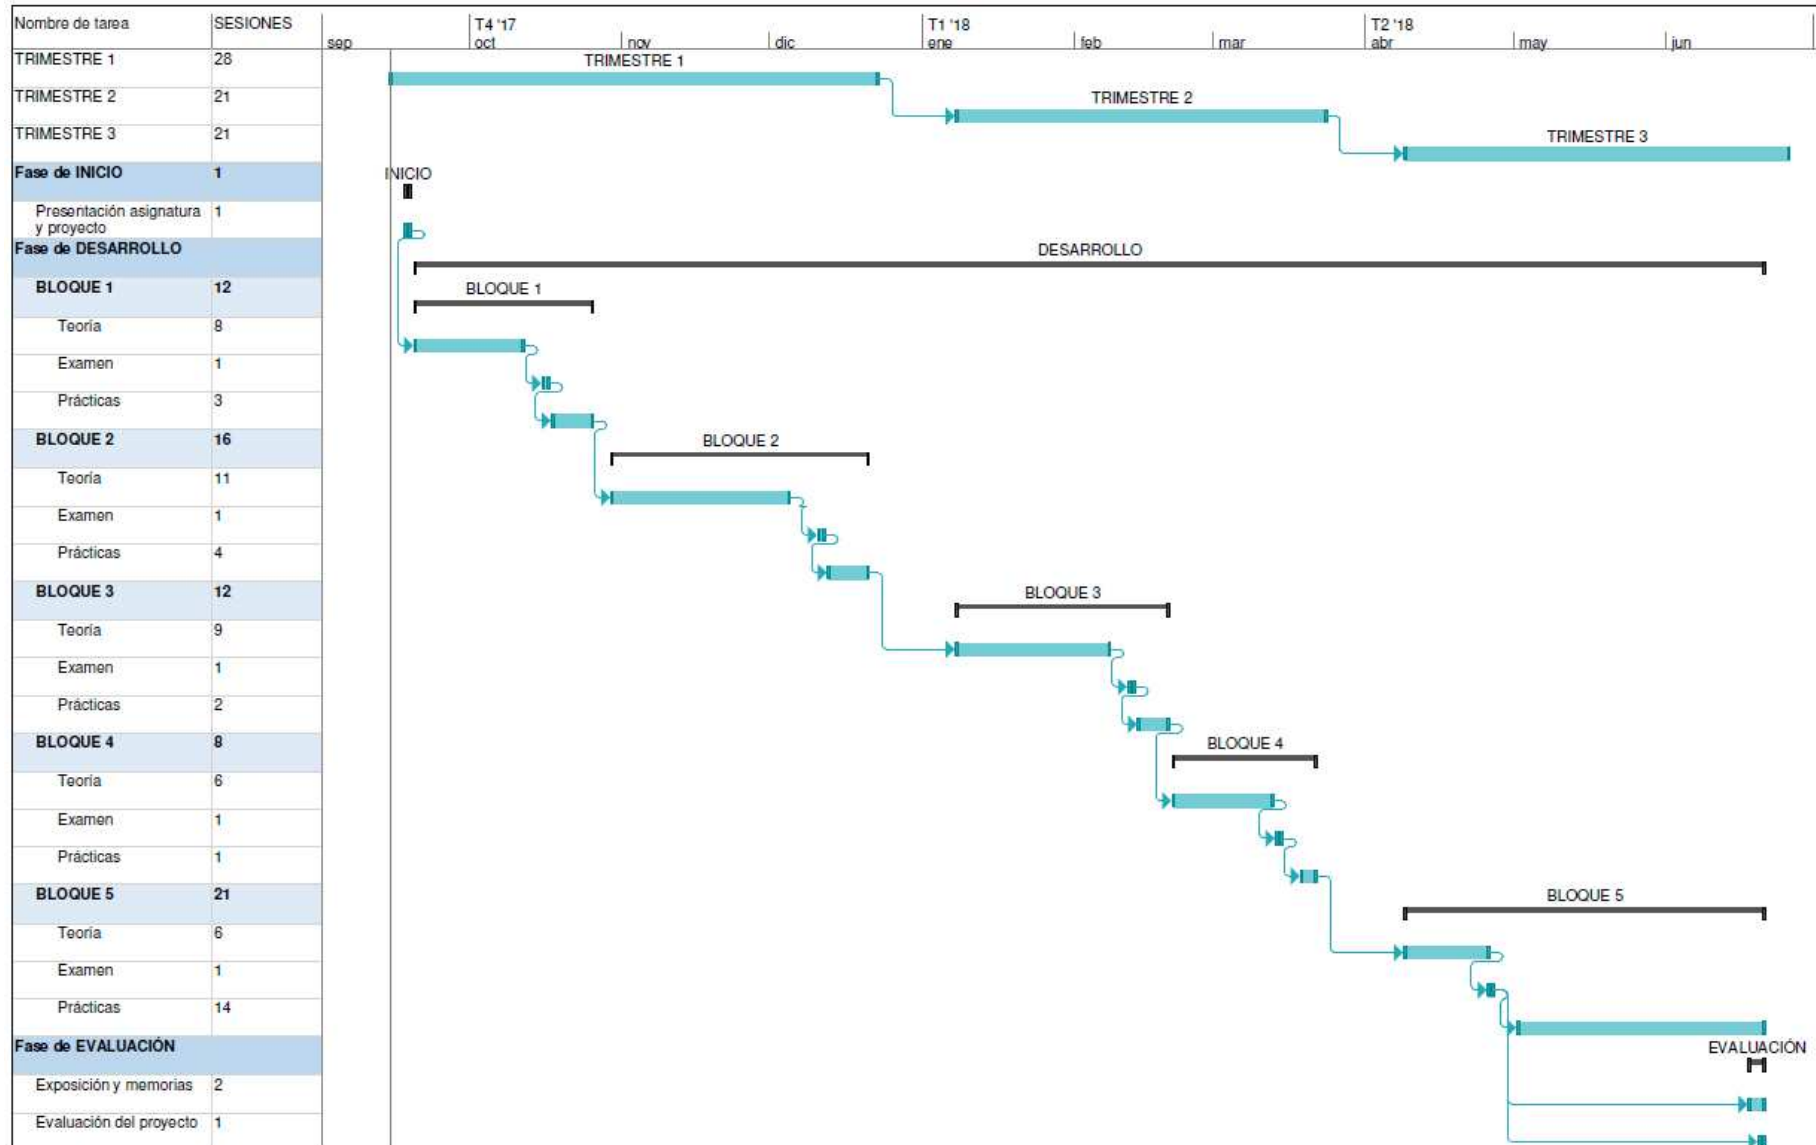 Nombre de tarea SESIONES
T4 '17 T1 '18 T2 '18
sep oct nov dic ene feb mar abr may jun
TRIMESTRE 1 28 TRIMESTRE 1
TRIMESTRE 2 21 TRIMESTRE 2
TRIMESTRE 3 21 TRIMESTRE 3
Fase de INICIO 1 INICIO
Presentación asignatura 1
y proyecto
Fase de DESARROLLO DESARROLLO
BLOQUE 1 12 BLOQUE 1
Teoría 8
Examen 1
Prácticas 3
BLOQUE 2 16 BLOQUE 2
Teoría 11
Examen 1
Prácticas 4
BLOQUE 3 12 BLOQUE 3
Teoría 9
Examen 1
Prácticas 2
BLOQUE 4 8 BLOQUE 4
Teoría 6
Examen 1
Prácticas 1
BLOQUE 5 21 BLOQUE 5
Teoría 6
Examen 1
Prácticas 14
Fase de EVALUACIÓN EVALUACIÓN
Exposición y memorias 2
Evaluación del proyecto 1